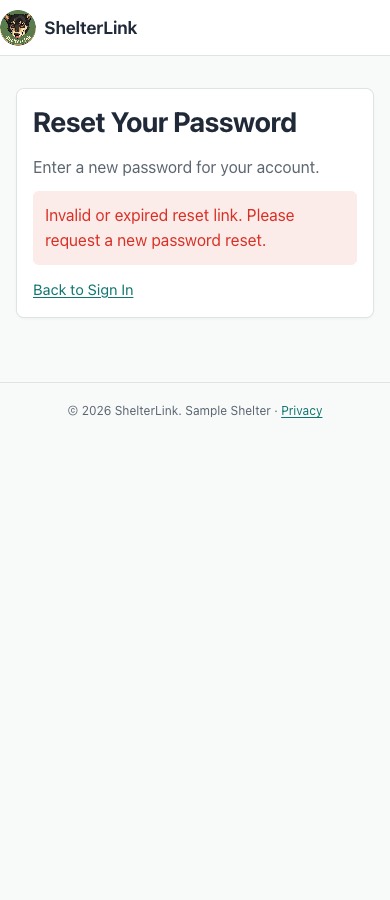 ShelterLink
Reset Your Password
Enter a new password for your account.
Invalid or expired reset link. Please
request a new password reset.
Back to Sign In
© 2026 ShelterLink. Sample Shelter · Privacy